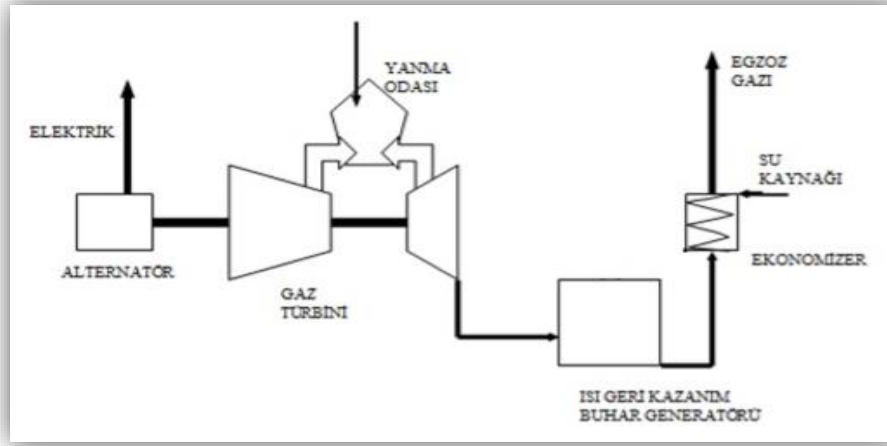 YANMA
ODASI
EGZOZ
GAZI
ELEKTRİK
SU
KAYNAĞI
ALTERNATÖR
GAZ
TÜRBİNİ
EKONOMİZER
ISI GERİ KAZANIM
BUHAR GENERATÖRÜ